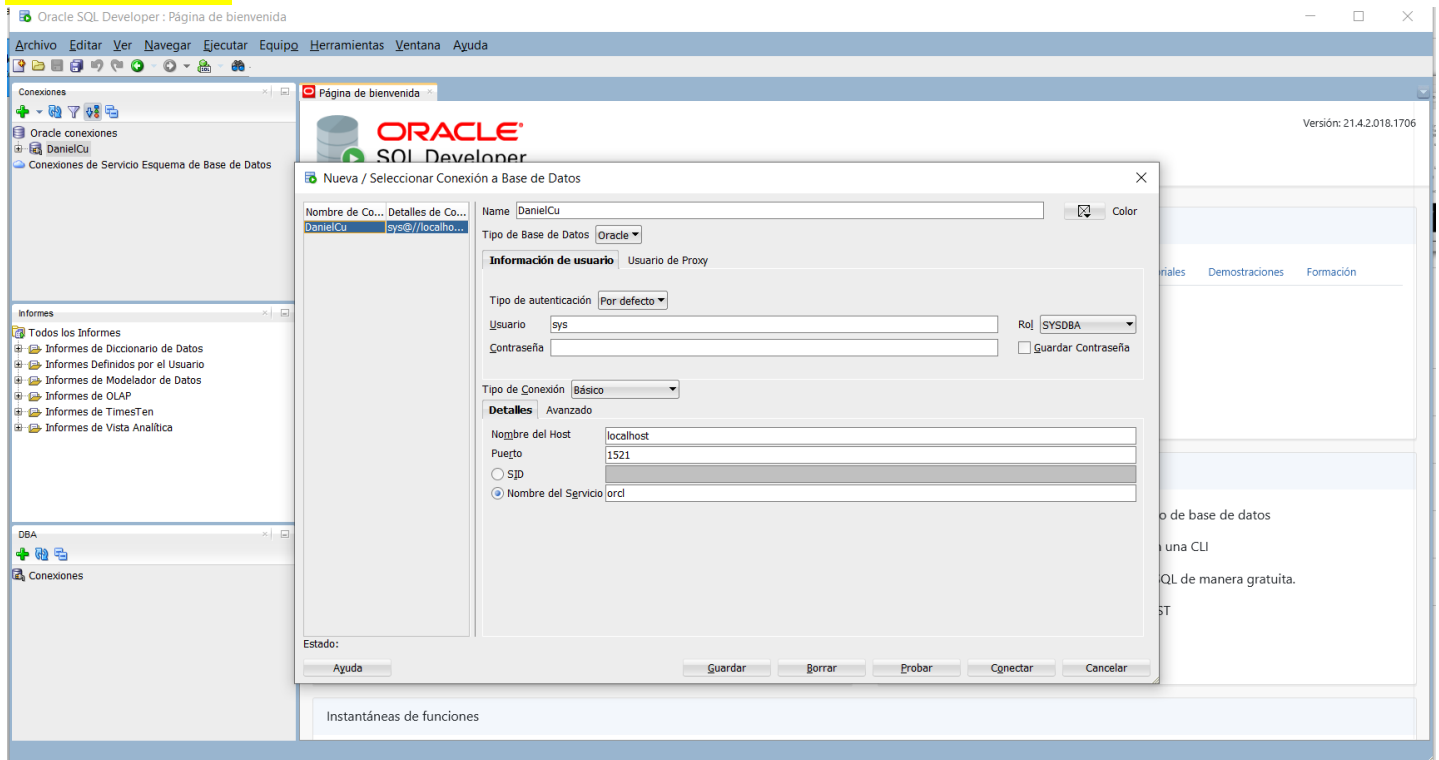 Oracle SQL Developer : Página de bienvenida
Archivo Editar Ver Navegar Ejecutar Equipo Herramientas Ventana Ayuda
Conexiones
Oracle conexiones
DanielCu
Conexiones de Servicio Esquema de Base de Datos
Informes
Todos los Informes
Informes de Diccionario de Datos
Informes Definidos por el Usuario
Informes de Modelador de Datos
Informes de OLAP
Informes de TimesTen
Informes de Vista Analítica
DBA
Conexiones
Página de bienvenida
Versión: 21.4.2.018.1706
ORACLE
SQL Developer
Nueva / Seleccionar Conexión a Base de Datos
Nombre de Co... Detalles de Co...
DanielCu sys@//localho...
Name DanielCu Color
Tipo de Base de Datos Oracle
Información de usuario Usuario de Proxy
Tipo de autenticación Por defecto
Usuario sys Rol SYSDBA
Contraseña Guardar Contraseña
Tipo de Conexión Básico
Detalles Avanzado
Nombre del Host localhost
Puerto 1521
SID
Nombre del Servicio orcl
Estado:
Ayuda Guardar Borrar Probar Conectar Cancelar
riales Demostraciones Formación
o de base de datos
una CLI
SQL de manera gratuita.
ST
Instantáneas de funciones